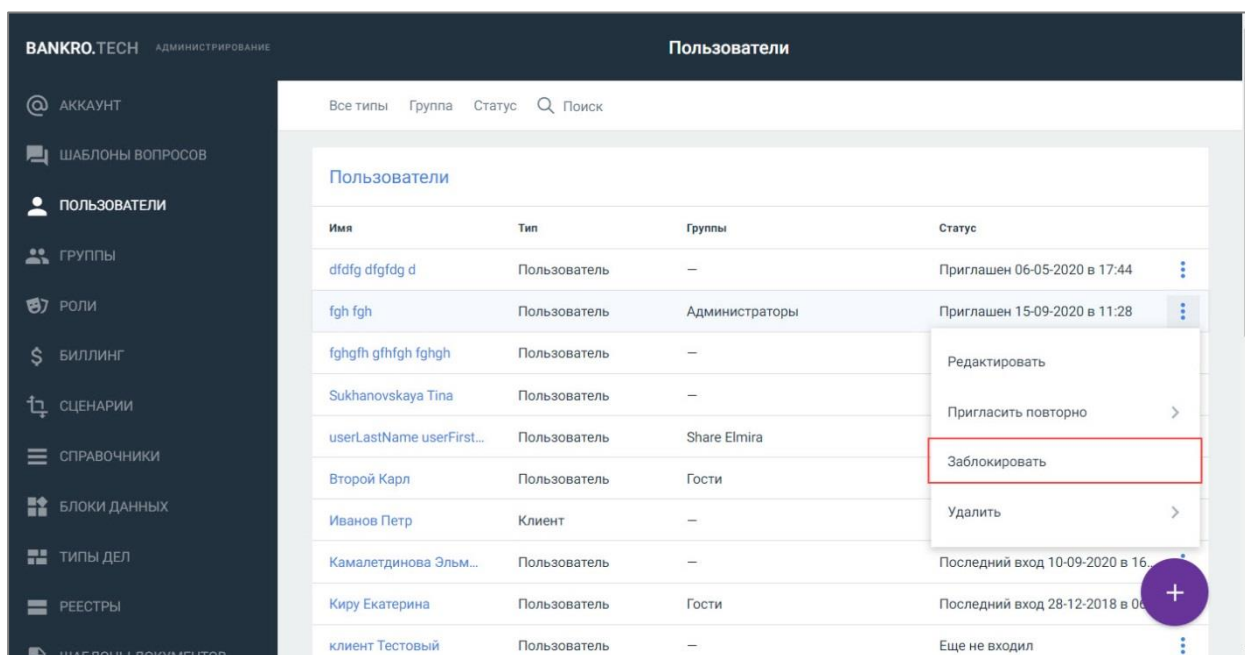 BANKRO.TECH АДМИНИСТРИРОВАНИЕ
Пользователи
АККАУНТ
ШАБЛОНЫ ВОПРОСОВ
ПОЛЬЗОВАТЕЛИ
ГРУППЫ
РОЛИ
БИЛЛИНГ
СЦЕНАРИИ
СПРАВОЧНИКИ
БЛОКИ ДАННЫХ
ТИПЫ ДЕЛ
РЕЕСТРЫ
ШАБЛОНЫ ДОКУМЕНТОВ
Все типы Группа Статус Поиск
Пользователи
Имя Тип Группы Статус
dfdfg dfgfdg d Пользователь — Приглашен 06-05-2020 в 17:44
fgh fgh Пользователь Администраторы Приглашен 15-09-2020 в 11:28
fghgfh gfhfgh fghgh Пользователь —
Sukhanovskaya Tina Пользователь —
userLastName userFirst... Пользователь Share Elmira
Второй Карл Пользователь Гости
Иванов Петр Клиент —
Камалетдинова Эльм... Пользователь — Последний вход 10-09-2020 в 16...
Киру Екатерина Пользователь Гости Последний вход 28-12-2018 в
клиент Тестовый Пользователь — Еще не входил
Редактировать
Пригласить повторно
Заблокировать
Удалить